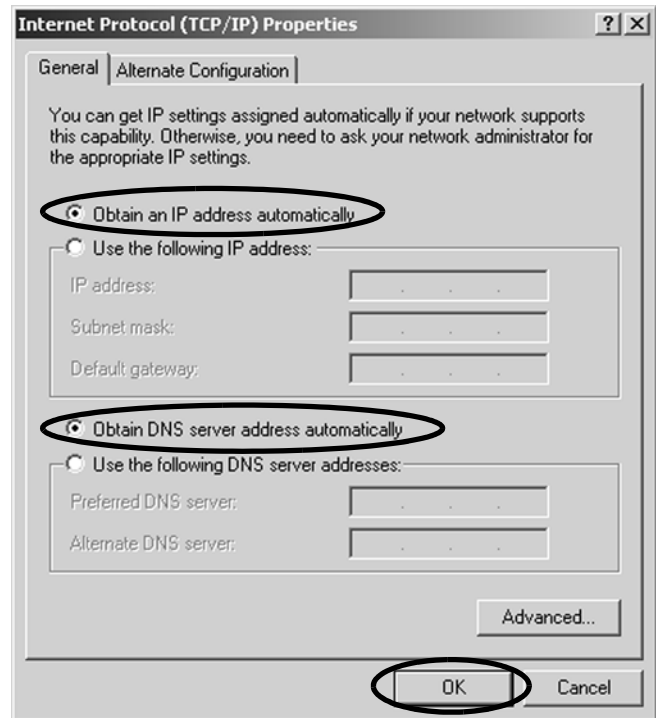 Internet Protocol (TCP/IP) Properties
General
Alternate Configuration
You can get IP settings assigned automatically if your network supports
this capability. Otherwise, you need to ask your network administrator for
the appropriate IP settings.
Obtain an IP address automatically
Use the following IP address:
IP address:
Subnet mask:
Default gateway:
Obtain DNS server address automatically
Use the following DNS server addresses:
Preferred DNS server:
Alternate DNS server:
Advanced...
OK
Cancel